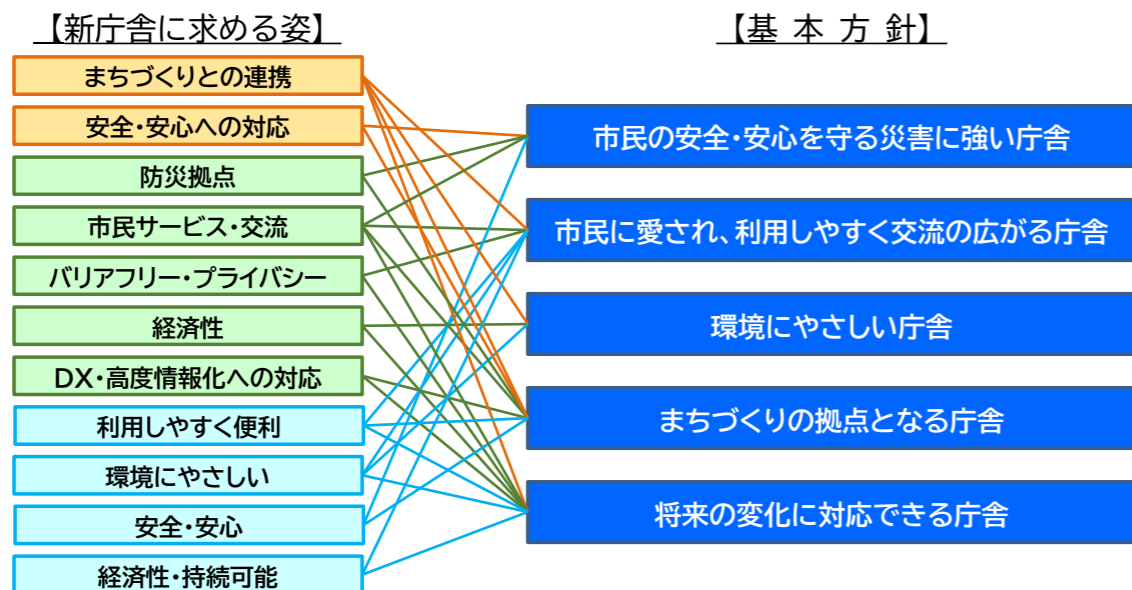 【新庁舎に求める姿】
まちづくりとの連携
安全・安心への対応
防災拠点
市民サービス・交流
バリアフリー・プライバシー
経済性
DX・高度情報化への対応
利用しやすく便利
環境にやさしい
安全・安心
経済性・持続可能
【基 本 方 針】
市民の安全・安心を守る災害に強い庁舎
市民に愛され、利用しやすく交流の広がる庁舎
環境にやさしい庁舎
まちづくりの拠点となる庁舎
将来の変化に対応できる庁舎